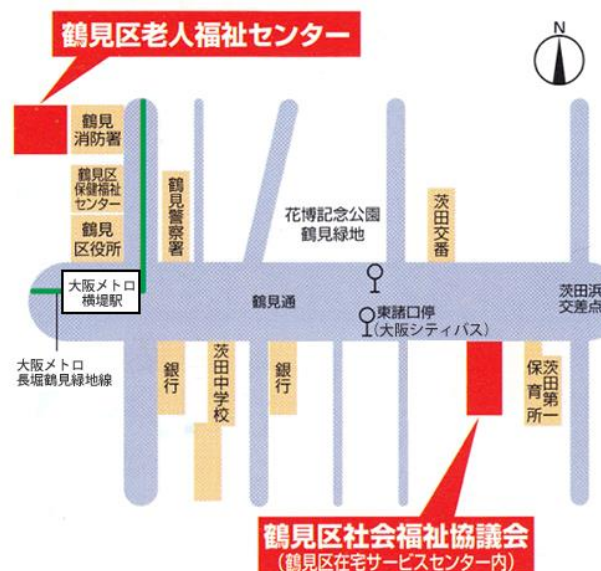 鶴見区老人福祉センター
N
鶴見
消防署
鶴見区
保健福祉
センター
鶴見
区役所
鶴見警察署
花博記念公園
鶴見緑地
茨田交番
大阪メトロ
横堤駅
鶴見通
茨田浜
交差点
東諸口停
(大阪シティバス)
大阪メトロ
長堀鶴見緑地線
銀行
茨田中学校
銀行
茨田第一
保育所
鶴見区社会福祉協議会
(鶴見区在宅サービスセンター内)